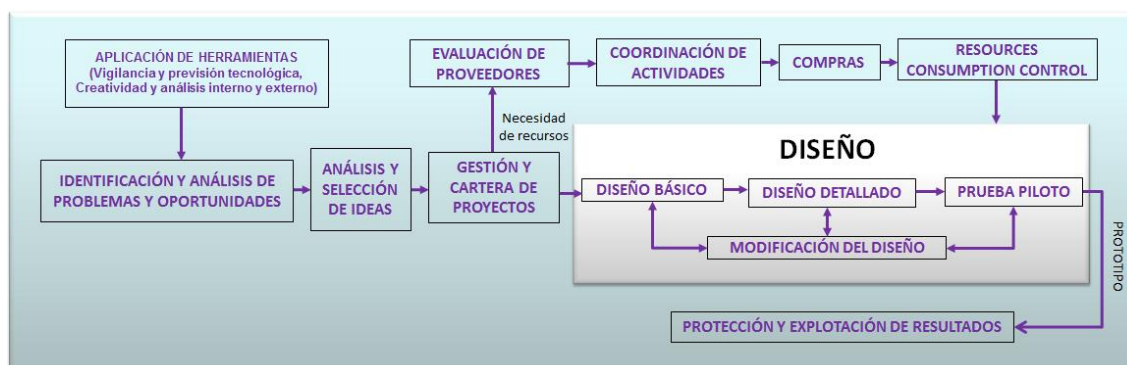 APLICACIÓN DE HERRAMIENTAS
(Vigilancia y previsión tecnológica,
Creatividad y análisis interno y externo)
EVALUACIÓN DE
PROVEEDORES
COORDINACIÓN DE
ACTIVIDADES
COMPRAS
RESOURCES
CONSUMPTION CONTROL
Necesidad
de recursos
IDENTIFICACIÓN Y ANÁLISIS DE
PROBLEMAS Y OPORTUNIDADES
ANÁLISIS Y
SELECCIÓN
DE IDEAS
GESTIÓN Y
CARTERA DE
PROYECTOS
DISEÑO
DISEÑO BÁSICO
DISEÑO DETALLADO
PRUEBA PILOTO
MODIFICACIÓN DEL DISEÑO
PROTOTIPO
PROTECCIÓN Y EXPLOTACIÓN DE RESULTADOS